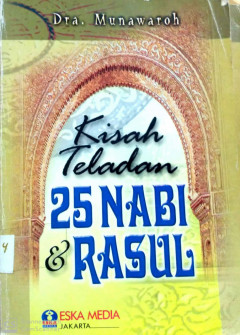 Dra. Munawaroh
Kisah
Teladan
25 NABI
& RASUL
ESKA MEDIA
JAKARTA